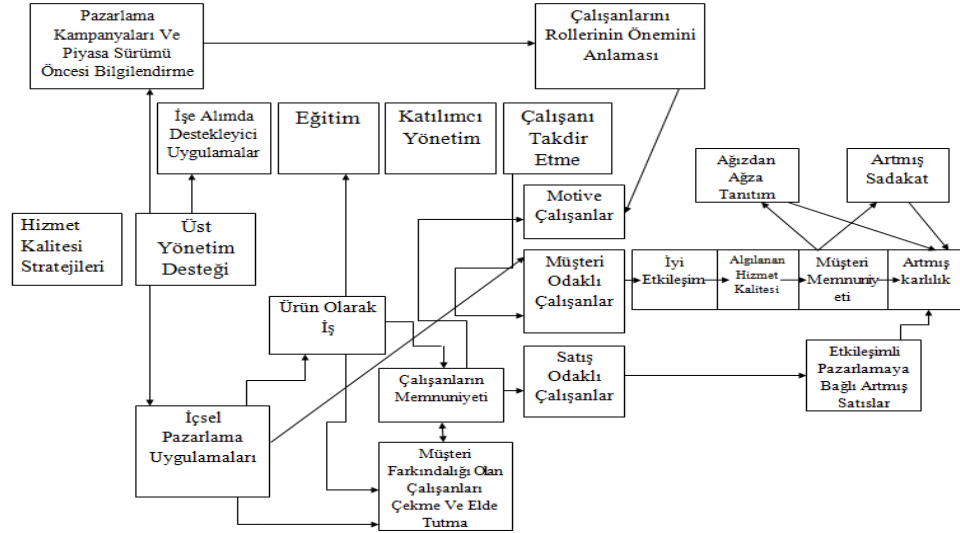 Pazarlama
Kampanyaları Ve
Piyasa Sürümü
Öncesi Bilgilendirme
Çalışanlarını
Rollerinin Önemini
Anlaması
İşe Alımda
Destekleyici
Uygulamalar
Eğitim
Katılımcı
Yönetim
Çalışanı
Takdir
Etme
Ağızdan
Ağza
Tanıtım
Artmış
Sadakat
Motive
Çalışanlar
Hizmet
Kalitesi
Stratejileri
Üst
Yönetim
Desteği
Müşteri
Odaklı
Çalışanlar
İyi
Etkileşim
Algılanan
Hizmet
Kalitesi
Müşteri
Memnuniy
eti
Artmış
karlılık
Ürün Olarak
İş
Çalışanların
Memnuniyeti
Satış
Odaklı
Çalışanlar
Etkileşimli
Pazarlamaya
Bağlı Artmış
Satıslar
İçsel
Pazarlama
Uygulamaları
Müşteri
Farkındalığı Olan
Çalışanları
Çekme Ve Elde
Tutma